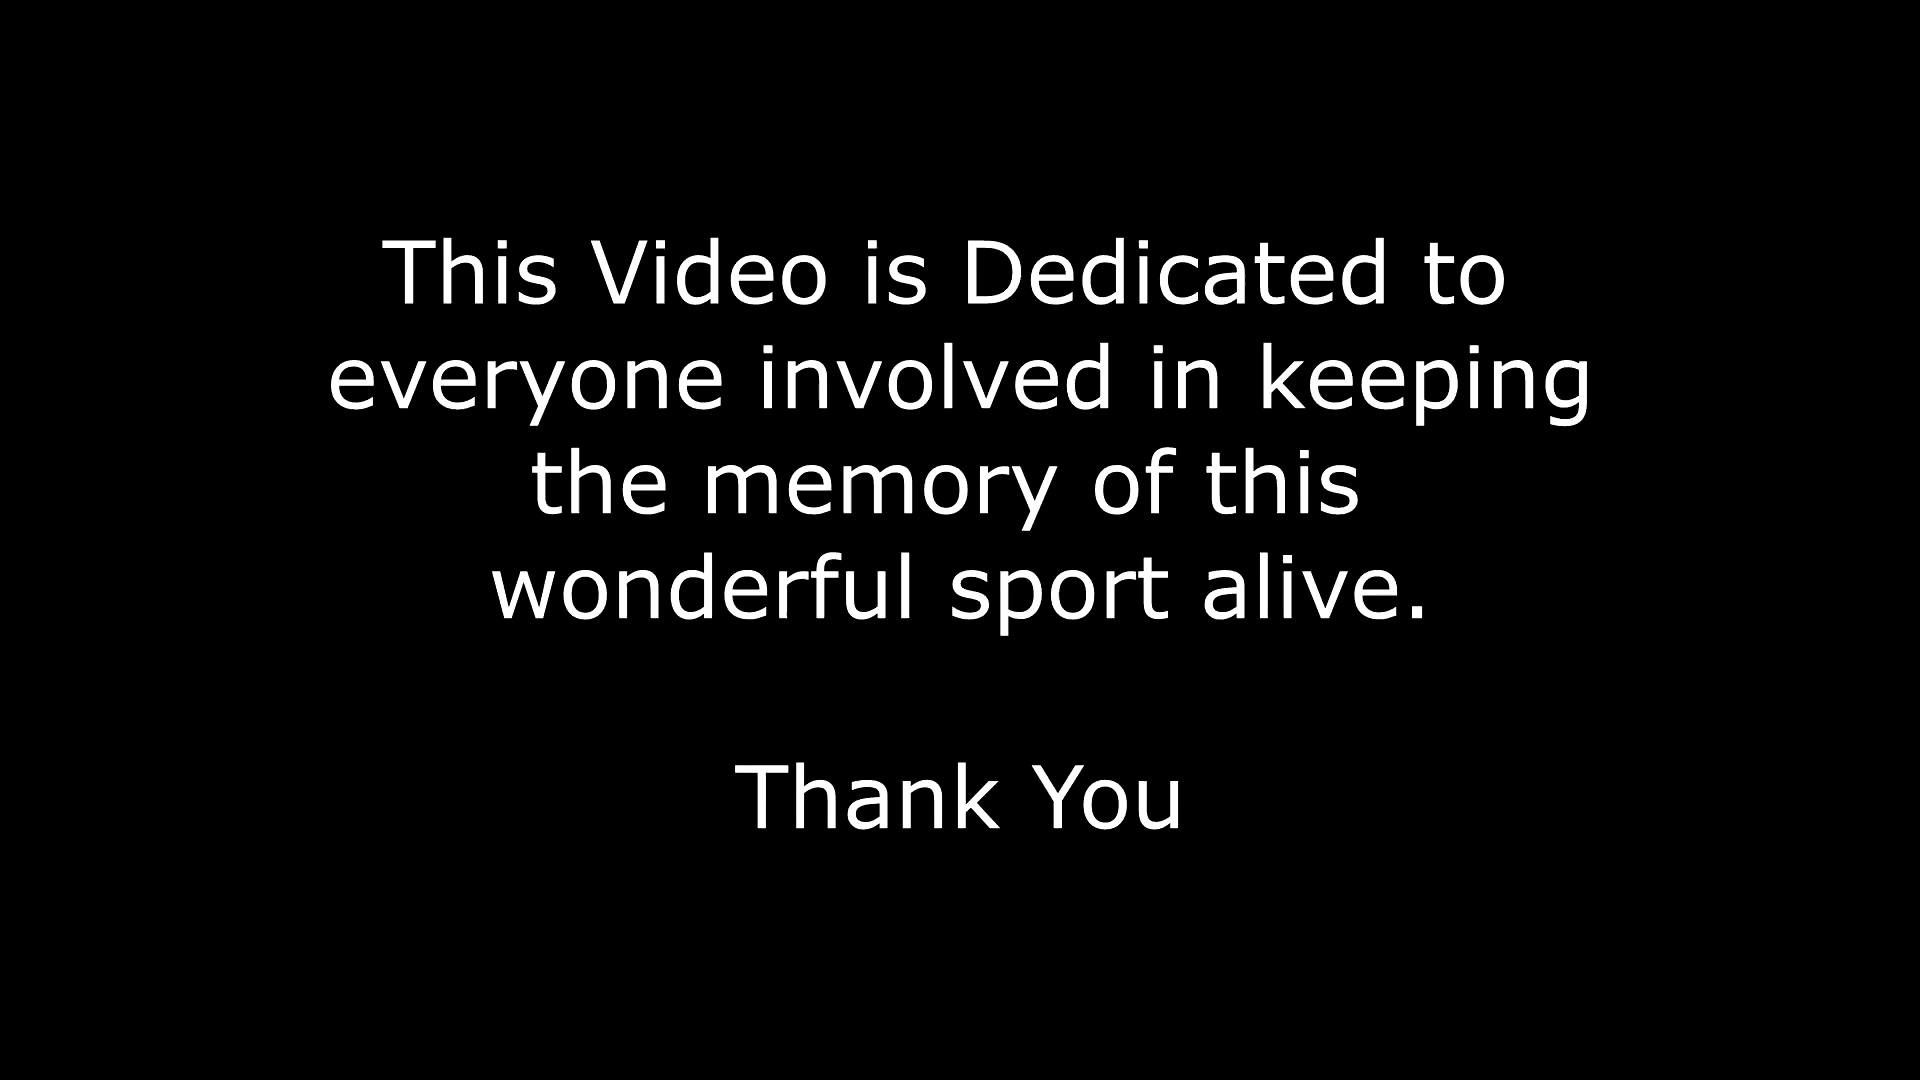 This Video is Dedicated to
everyone involved in keeping
the memory of this
wonderful sport alive.
Thank You